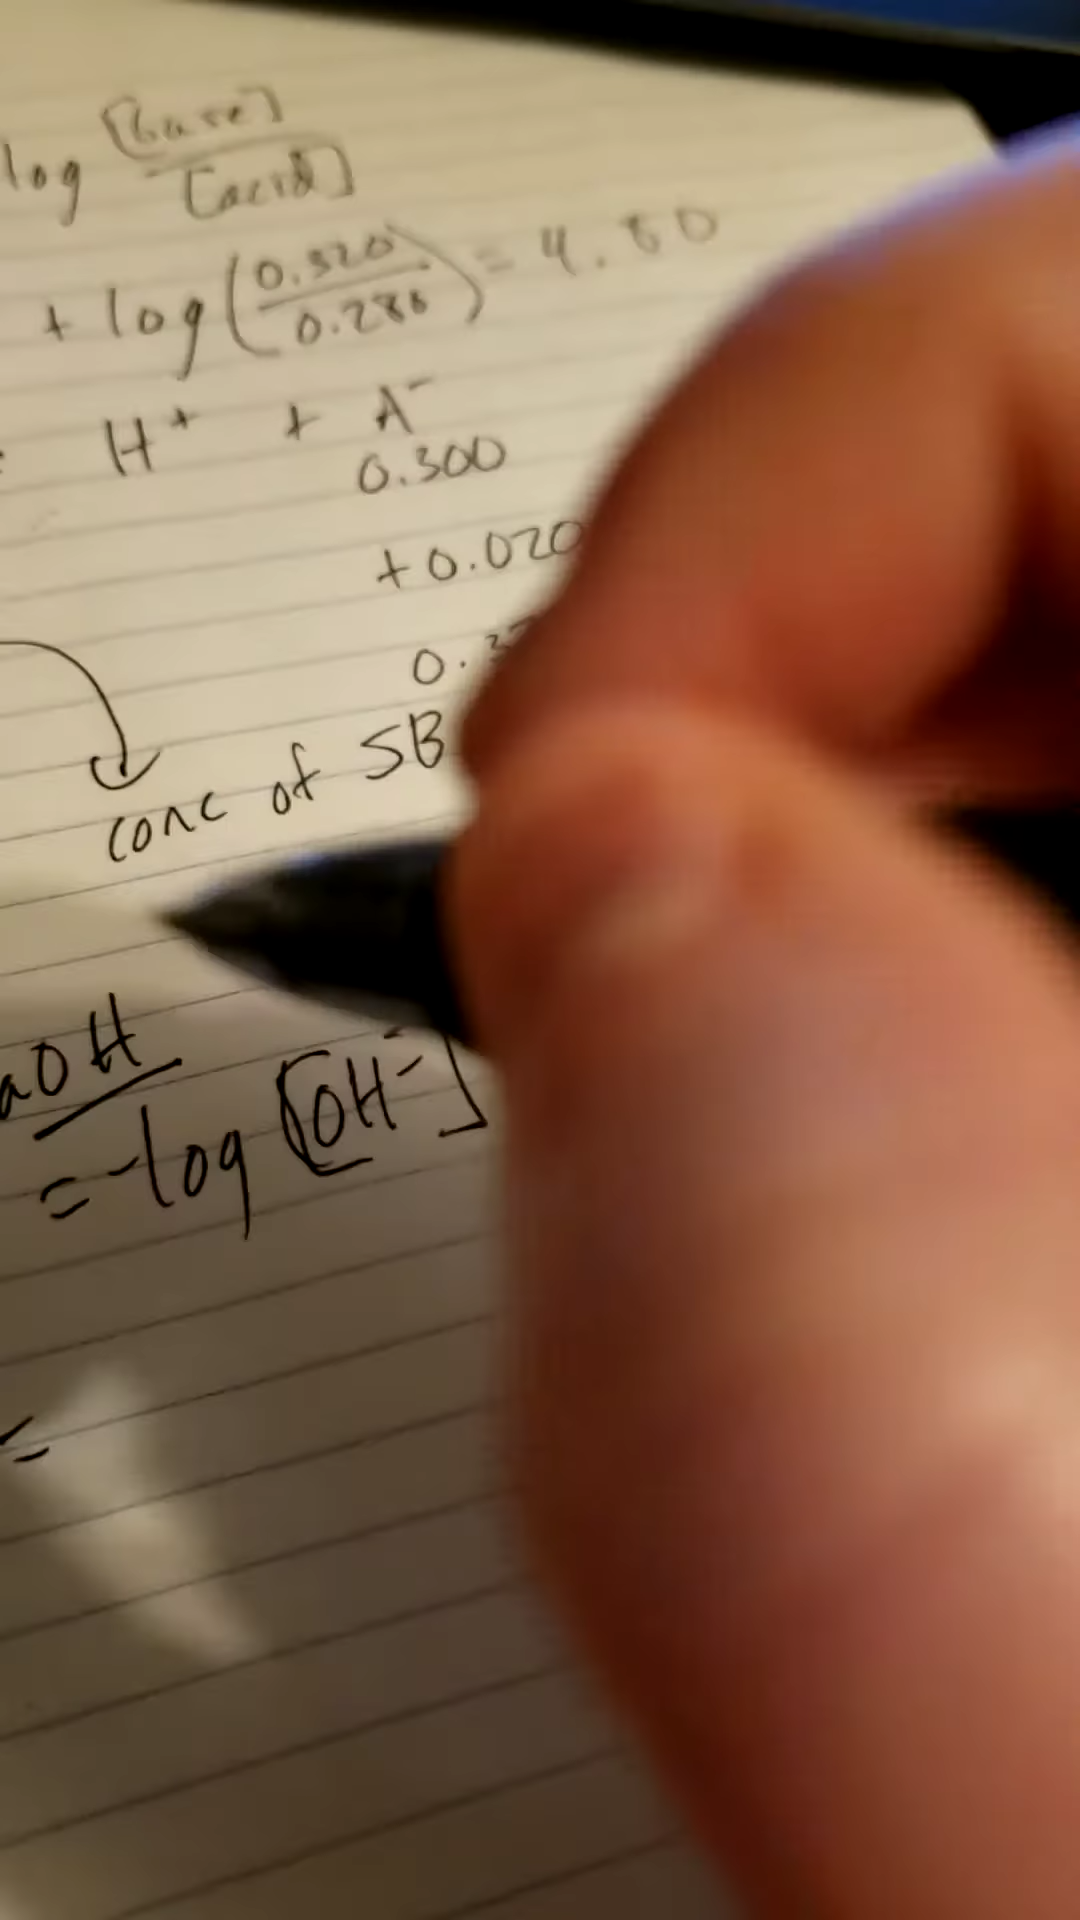 log [base]/[acid]
+ log(0.320/0.280) = 4.80
H⁺ + A⁻
0.300
+0.020
0.3
conc of SB
aOH
= -log [OH⁻]
=